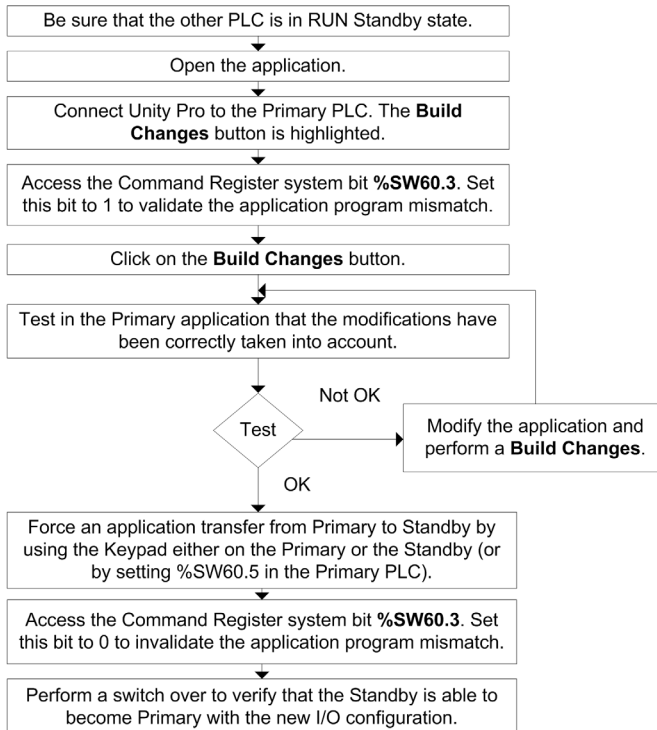 Be sure that the other PLC is in RUN Standby state.
Open the application.
Connect Unity Pro to the Primary PLC. The Build
Changes button is highlighted.
Access the Command Register system bit %SW60.3. Set
this bit to 1 to validate the application program mismatch.
Click on the Build Changes button.
Test in the Primary application that the modifications have
been correctly taken into account.
Test
Not OK
Modify the application and
perform a Build Changes.
OK
Force an application transfer from Primary to Standby by
using the Keypad either on the Primary or the Standby (or
by setting %SW60.5 in the Primary PLC).
Access the Command Register system bit %SW60.3. Set
this bit to 0 to invalidate the application program mismatch.
Perform a switch over to verify that the Standby is able to
become Primary with the new I/O configuration.